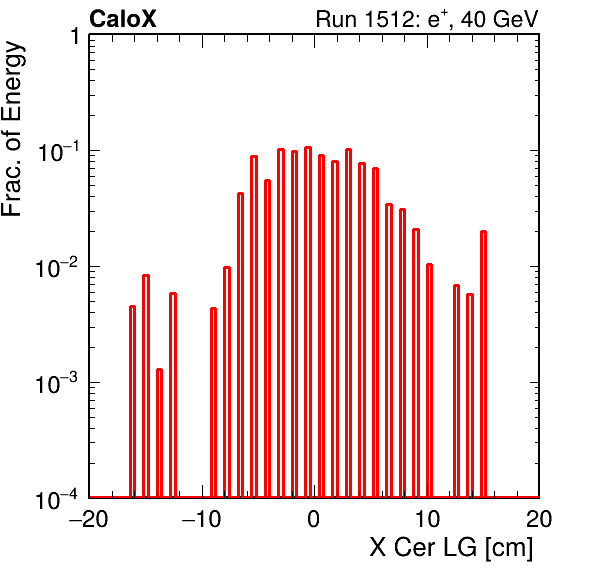 CaloX Run 1512: e⁺, 40 GeV
Frac. of Energy
1
10⁻¹
10⁻²
10⁻³
10⁻⁴
−20 −10 0 10 20
X Cer LG [cm]